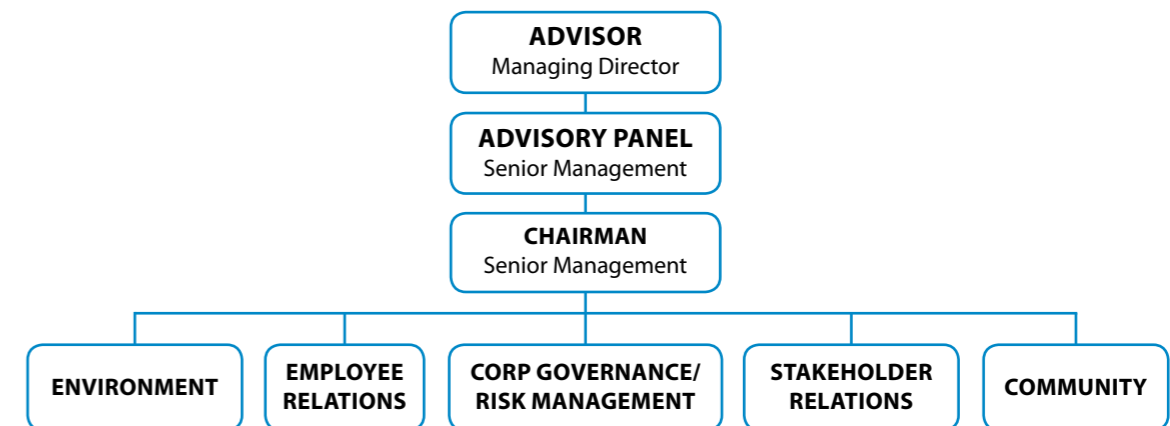 ADVISOR
Managing Director
ADVISORY PANEL
Senior Management
CHAIRMAN
Senior Management
ENVIRONMENT
EMPLOYEE
RELATIONS
CORP GOVERNANCE/
RISK MANAGEMENT
STAKEHOLDER
RELATIONS
COMMUNITY